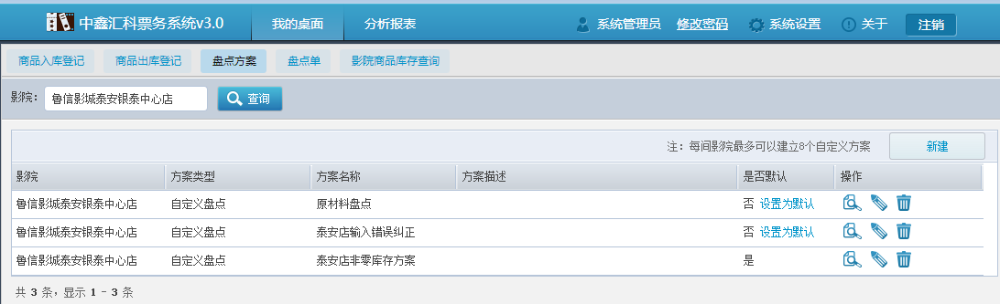 中鑫汇科票务系统v3.0 我的桌面 分析报表 系统管理员 修改密码 系统设置 关于 注销
商品入库登记 商品出库登记 盘点方案 盘点单 影院商品库存查询
影院： 鲁信影城泰安银泰中心店 查询
注：每间影院最多可以建立8个自定义方案 新建
影院 方案类型 方案名称 方案描述 是否默认 操作
鲁信影城泰安银泰中心店 自定义盘点 原材料盘点 否 设置为默认
鲁信影城泰安银泰中心店 自定义盘点 泰安店输入错误纠正 否 设置为默认
鲁信影城泰安银泰中心店 自定义盘点 泰安店非零库存方案 是
共 3 条，显示 1 - 3 条